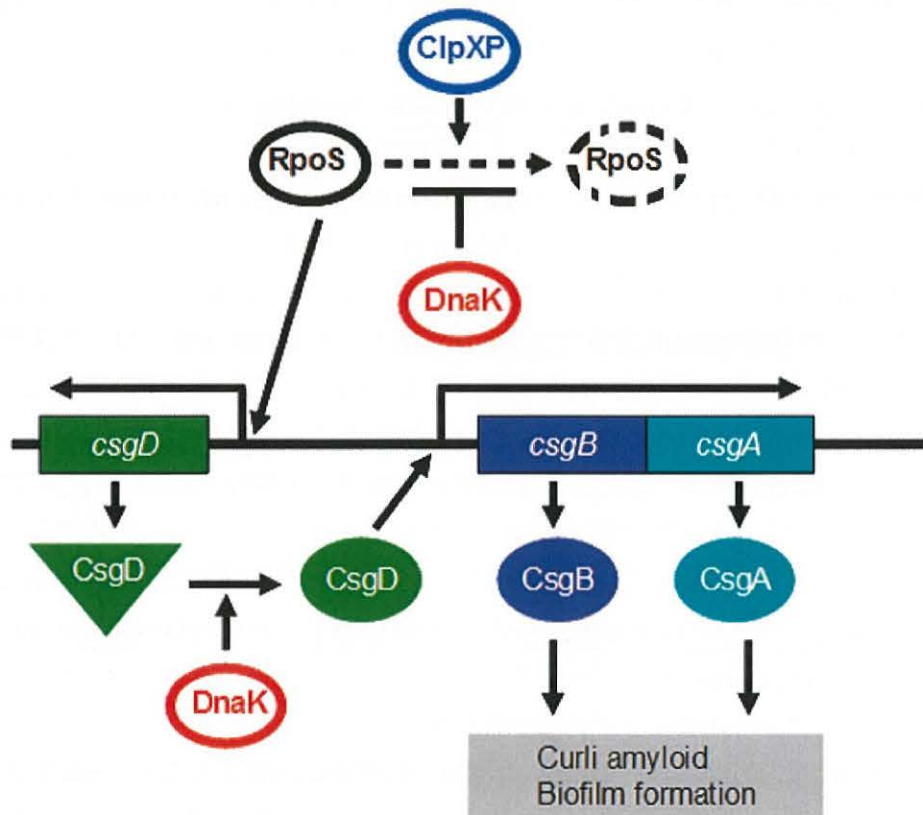 ClpXP
RpoS
RpoS
DnaK
csgD
csgB
csgA
CsgD
CsgD
CsgB
CsgA
DnaK
Curli amyloid
Biofilm formation